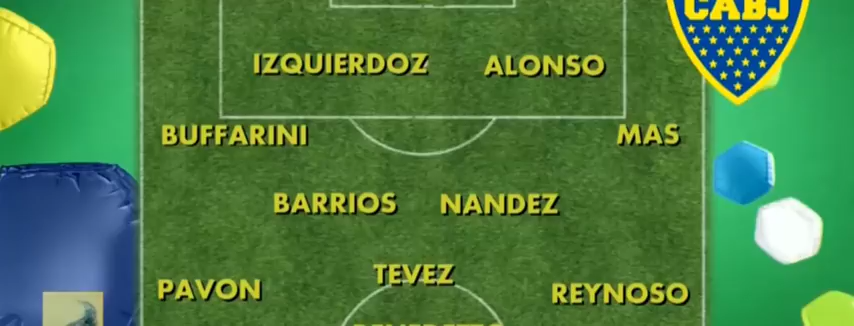 CABJ
IZQUIERDOZ ALONSO
BUFFARINI MAS
BARRIOS NANDEZ
TEVEZ
PAVON REYNOSO